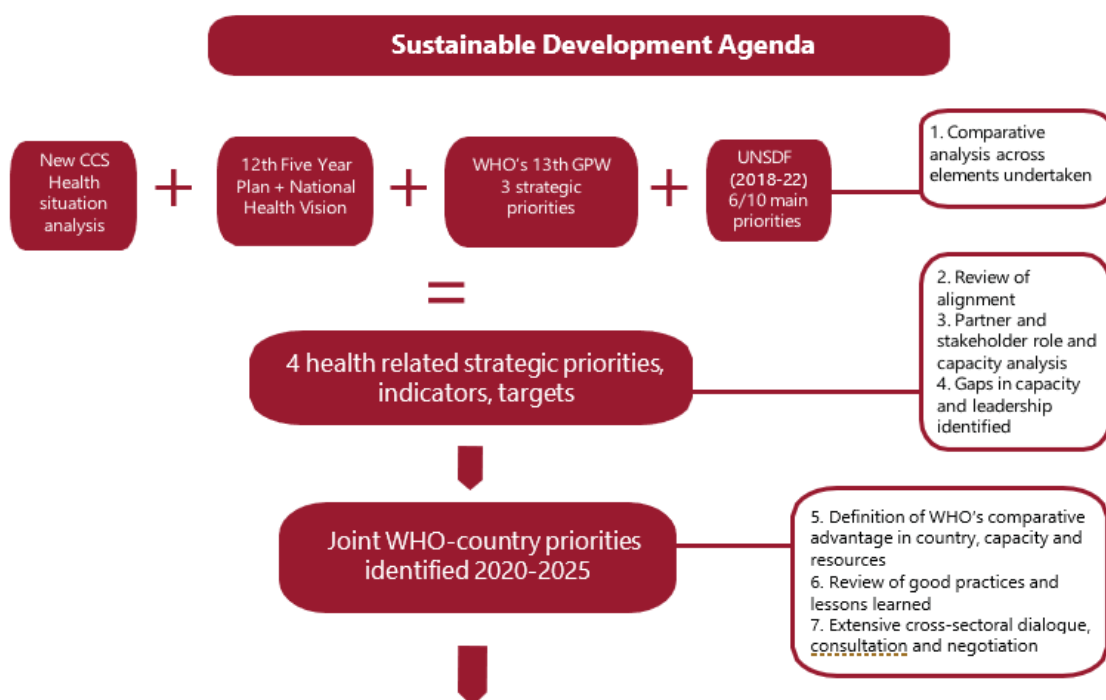 Sustainable Development Agenda
New CCS
Health
situation
analysis
+
12th Five Year
Plan + National
Health Vision
+
WHO's 13th GPW
3 strategic
priorities
+
UNSDF
(2018-22)
6/10 main
priorities
1. Comparative
analysis across
elements undertaken
=
4 health related strategic priorities,
indicators, targets
2. Review of
alignment
3. Partner and
stakeholder role and
capacity analysis
4. Gaps in capacity
and leadership
identified
Joint WHO-country priorities
identified 2020-2025
5. Definition of WHO's comparative
advantage in country, capacity and
resources
6. Review of good practices and
lessons learned
7. Extensive cross-sectoral dialogue,
consultation and negotiation